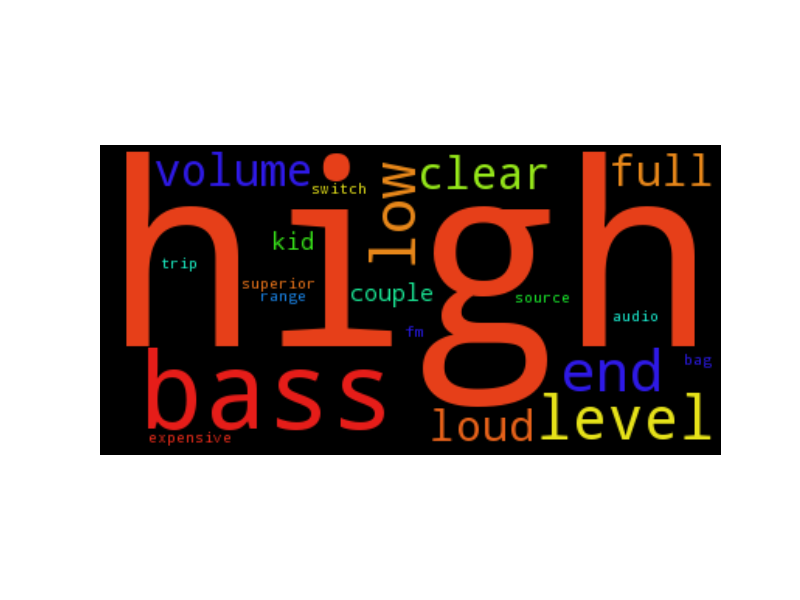 high
volume
switch
low
clear
full
kid
trip
superior
range
couple
source
audio
fm
bass
end
bag
level
loud
expensive